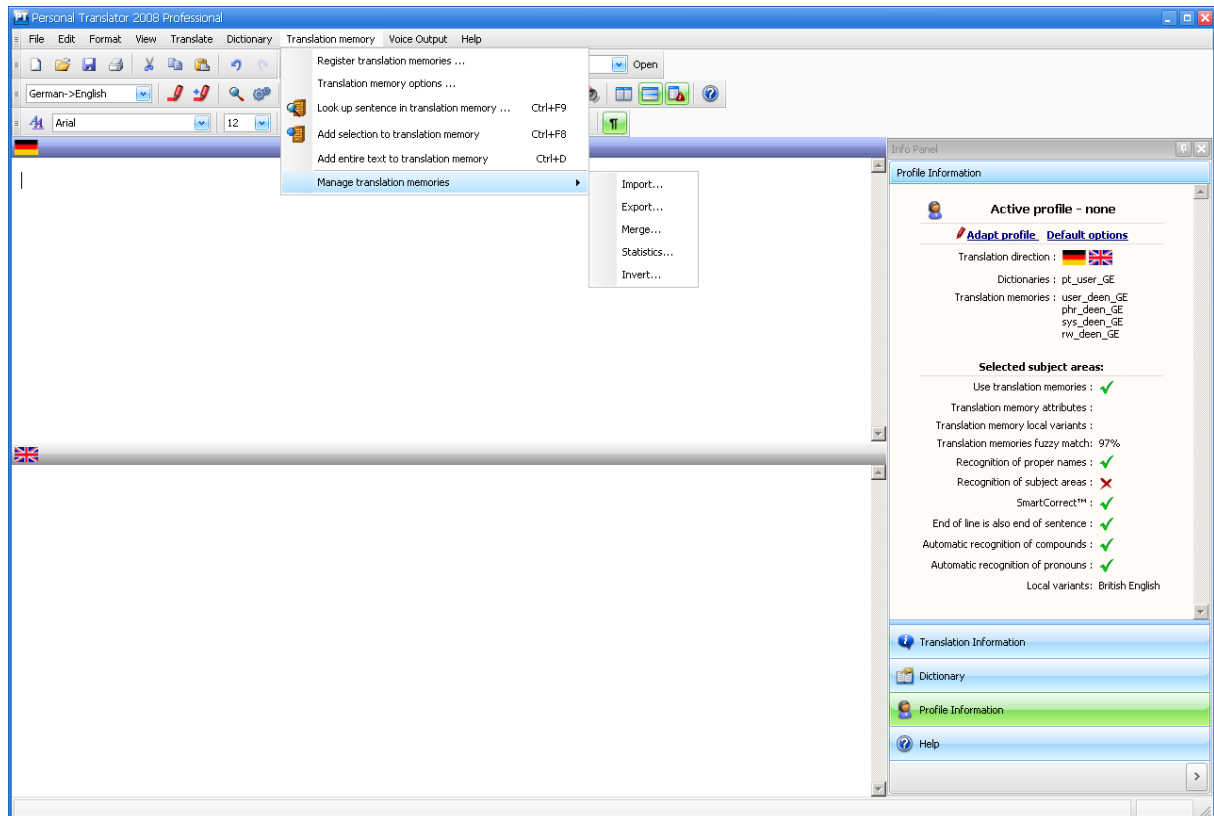 PT Personal Translator 2008 Professional
File Edit Format View Translate Dictionary Translation memory Voice Output Help
Open
German->English
Arial 12
Register translation memories ...
Translation memory options ...
Look up sentence in translation memory ... Ctrl+F9
Add selection to translation memory Ctrl+F8
Add entire text to translation memory Ctrl+D
Manage translation memories
Import...
Export...
Merge...
Statistics...
Invert...
Info Panel
Profile Information
Active profile - none
Adapt profile Default options
Translation direction :
Dictionaries : pt_user_GE
Translation memories : user_deen_GE
phr_deen_GE
sys_deen_GE
rw_deen_GE
Selected subject areas:
Use translation memories :
Translation memory attributes :
Translation memory local variants :
Translation memories fuzzy match: 97%
Recognition of proper names :
Recognition of subject areas :
SmartCorrect™ :
End of line is also end of sentence :
Automatic recognition of compounds :
Automatic recognition of pronouns :
Local variants: British English
Translation Information
Dictionary
Profile Information
Help